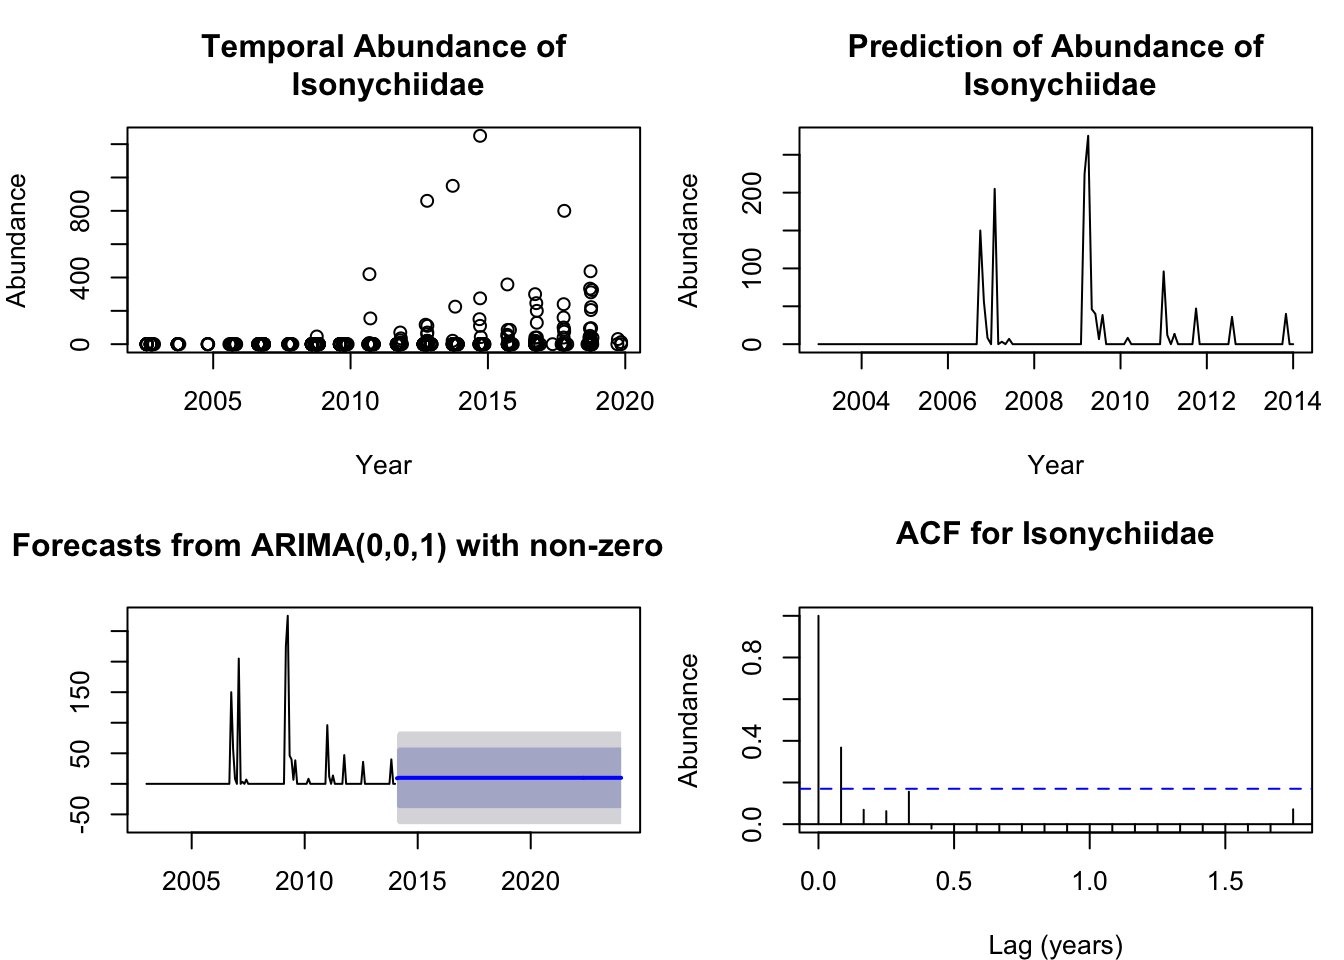 Temporal Abundance of
Isonychiidae
Abundance
0
400
800
2005
2010
2015
2020
Year
Prediction of Abundance of
Isonychiidae
Abundance
0
100
200
2004
2006
2008
2010
2012
2014
Year
Forecasts from ARIMA(0,0,1) with non-zero
-50
50
150
2005
2010
2015
2020
ACF for Isonychiidae
Abundance
0.0
0.4
0.8
0.0
0.5
1.0
1.5
Lag (years)